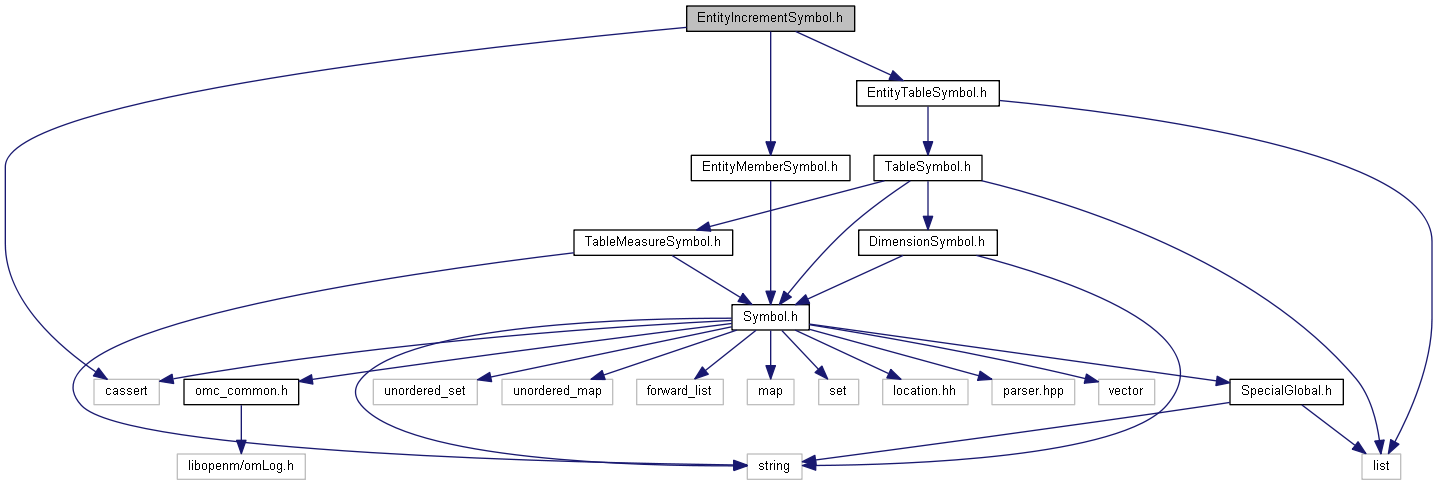 EntityIncrementSymbol.h
EntityTableSymbol.h
EntityMemberSymbol.h
TableSymbol.h
TableMeasureSymbol.h
DimensionSymbol.h
Symbol.h
cassert
omc_common.h
unordered_set
unordered_map
forward_list
map
set
location.hh
parser.hpp
vector
SpecialGlobal.h
libopenm/omLog.h
string
list